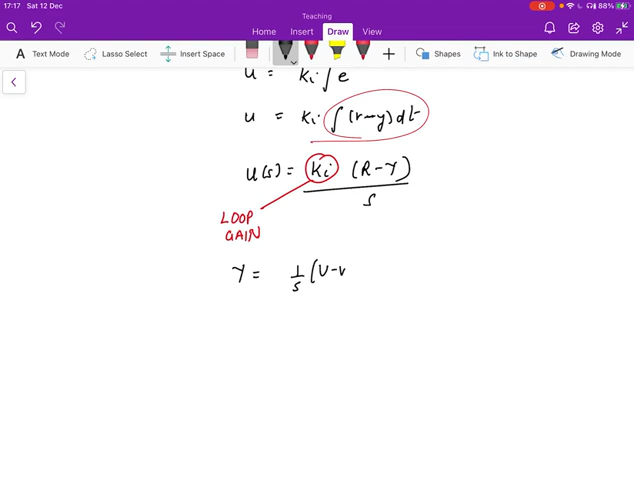 17:17 Sat 12 Dec
88%
Teaching
Home Insert Draw View
Text Mode Lasso Select Insert Space Shapes Ink to Shape Drawing Mode
u = Ki ∫ e
u = Ki ∫ (r-y) dt
U(s) = Ki (R-Y)
s
LOOP
GAIN
Y = 1/s (U-v